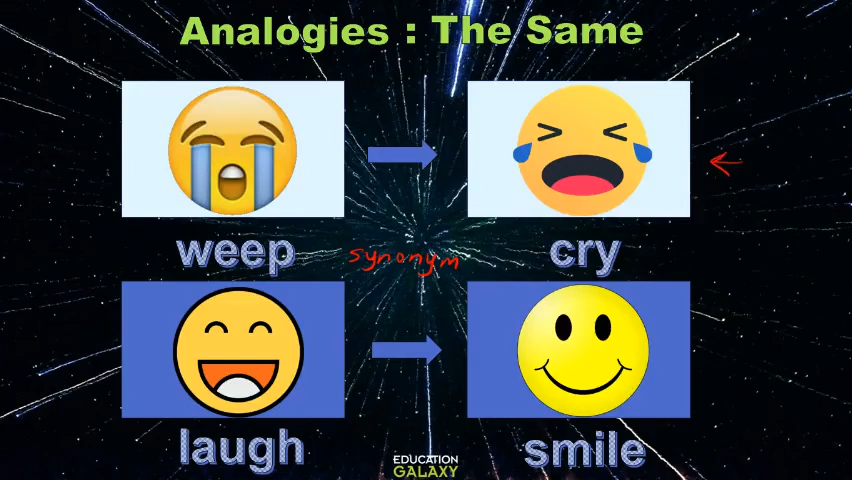 Analogies : The Same
weep
synonym
cry
laugh
smile
EDUCATION
GALAXY